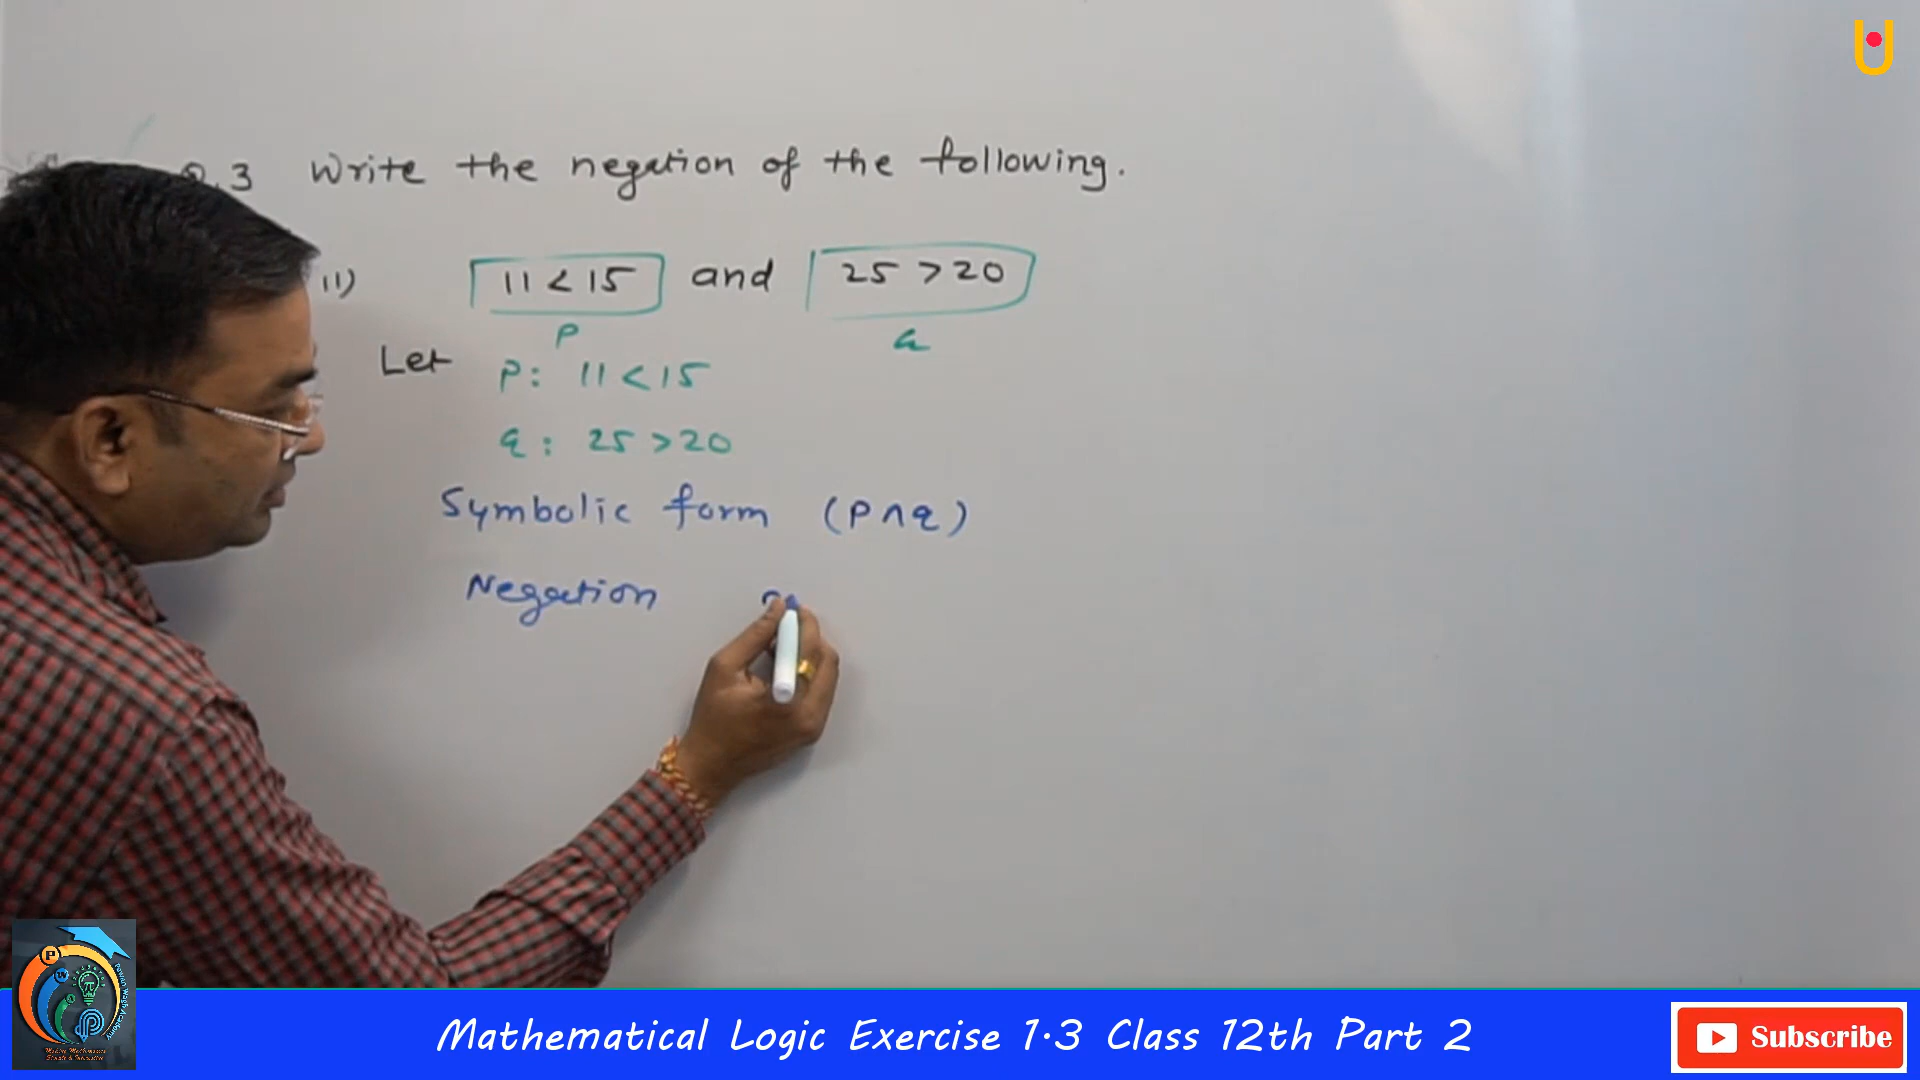 Q.3 Write the negation of the following.
11) 11 < 15 and 25 > 20
p q
Let p: 11 < 15
q: 25 > 20
Symbolic form (p ∧ q)
Negation ~
Mathematical Logic Exercise 1.3 Class 12th Part 2
Subscribe